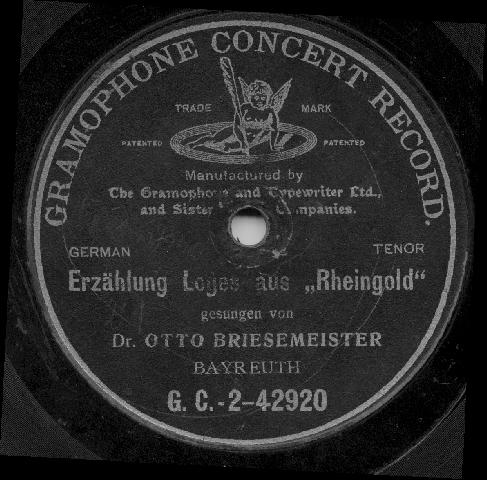 GRAMOPHONE CONCERT RECORD.
TRADE MARK
PATENTED PATENTED
Manufactured by
The Gramophone and Typewriter Ltd.,
and Sister Companies.
GERMAN TENOR
Erzählung Loges aus „Rheingold“
gesungen von
Dr. OTTO BRIESEMEISTER
BAYREUTH
G. C.-2-42920